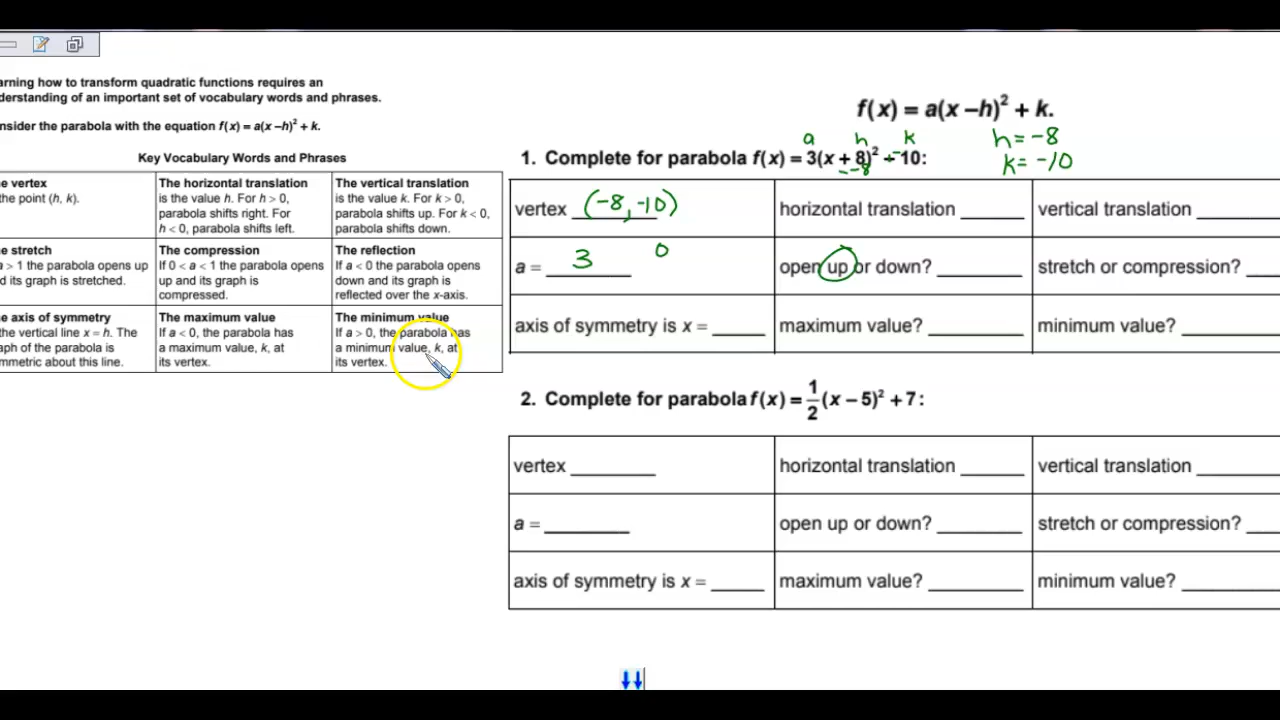 arning how to transform quadratic functions requires an
derstanding of an important set of vocabulary words and phrases.
nsider the parabola with the equation f(x) = a(x –h)² + k.
Key Vocabulary Words and Phrases
e vertex
the point (h, k).
The horizontal translation
is the value h. For h > 0,
parabola shifts right. For
h < 0, parabola shifts left.
The vertical translation
is the value k. For k > 0,
parabola shifts up. For k < 0,
parabola shifts down.
e stretch
a > 1 the parabola opens up
nd its graph is stretched.
The compression
If 0 < a < 1 the parabola opens
up and its graph is
compressed.
The reflection
If a < 0 the parabola opens
down and its graph is
reflected over the x-axis.
e axis of symmetry
the vertical line x = h. The
aph of the parabola is
mmetric about this line.
The maximum value
If a < 0, the parabola has
a maximum value, k, at
its vertex.
The minimum value
If a > 0, the parabola has
a minimum value, k, at
its vertex.
f(x) = a(x –h)² + k.
a h k
h = -8
k = -10
1. Complete for parabola f(x) = 3(x + 8)² – 10:
- -8
vertex (-8, -10)
horizontal translation ______
vertical translation ______
a = 3
0
open up or down? ______
stretch or compression? ______
axis of symmetry is x = ______
maximum value? ______
minimum value? ______
2. Complete for parabola f(x) = 1/2 (x – 5)² + 7:
vertex ______
horizontal translation ______
vertical translation ______
a = ______
open up or down? ______
stretch or compression? ______
axis of symmetry is x = ______
maximum value? ______
minimum value? ______